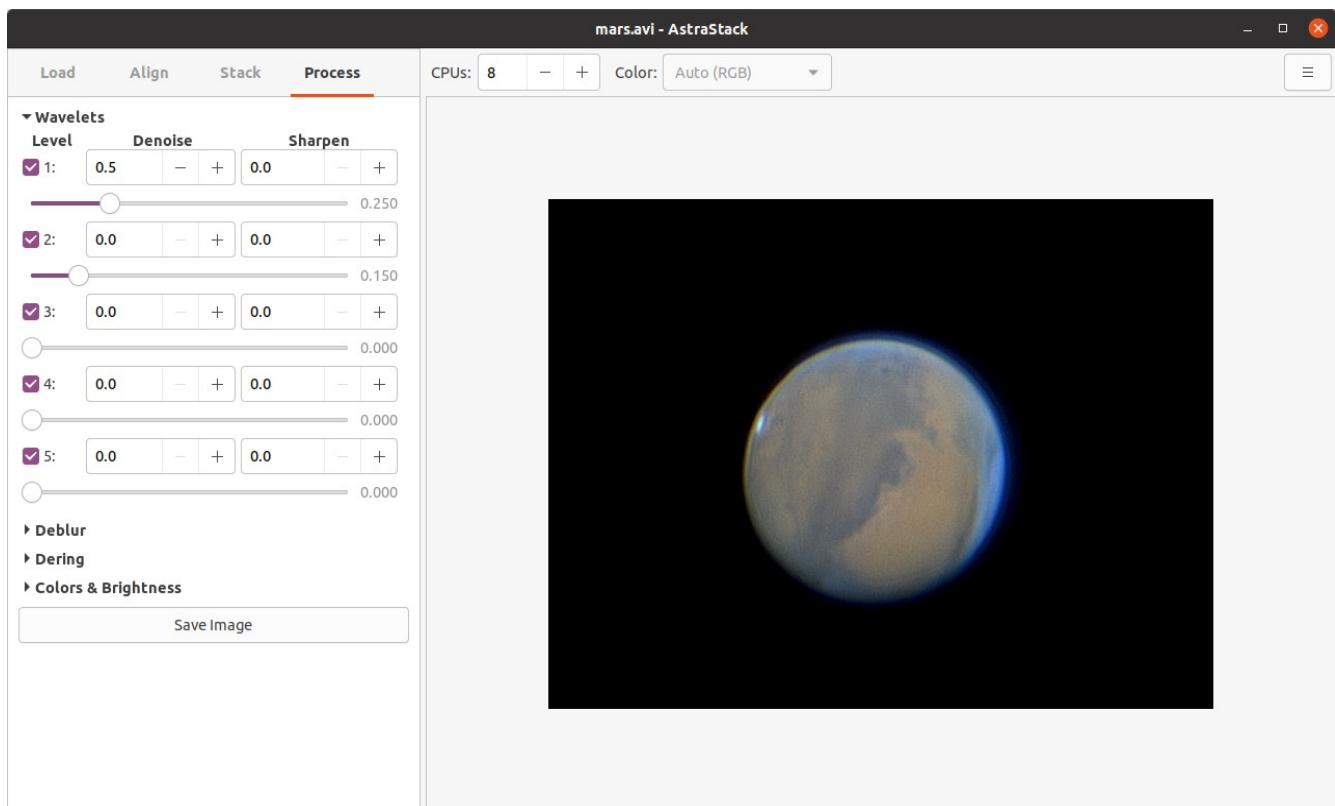 mars.avi - AstraStack
Load Align Stack Process
CPUs: 8 Color: Auto (RGB)
Wavelets
Level Denoise Sharpen
1: 0.5 0.0
0.250
2: 0.0 0.0
0.150
3: 0.0 0.0
0.000
4: 0.0 0.0
0.000
5: 0.0 0.0
0.000
Deblur
Dering
Colors & Brightness
Save Image